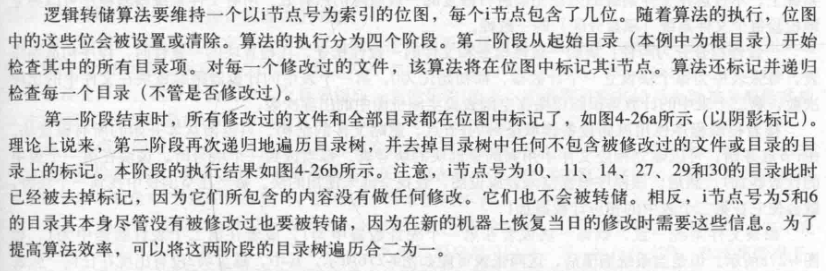 逻辑转储算法要维持一个以i节点号为索引的位图，每个i节点包含了几位。随着算法的执行，位图
中的这些位会被设置或清除。算法的执行分为四个阶段。第一阶段从起始目录（本例中为根目录）开始
检查其中的所有目录项。对每一个修改过的文件，该算法将在位图中标记其i节点。算法还标记并递归
检查每一个目录（不管是否修改过）。
第一阶段结束时，所有修改过的文件和全部目录都在位图中标记了，如图4-26a所示（以阴影标记）。
理论上说来，第二阶段再次递归地遍历目录树，并去掉目录树中任何不包含被修改过的文件或目录的目
录上的标记。本阶段的执行结果如图4-26b所示。注意，i节点号为10、11、14、27、29和30的目录此时
已经被去掉标记，因为它们所包含的内容没有做任何修改。它们也不会被转储。相反，i节点号为5和6
的目录其本身尽管没有被修改过也要被转储，因为在新的机器上恢复当日的修改时需要这些信息。为了
提高算法效率，可以将这两阶段的目录树遍历合二为一。